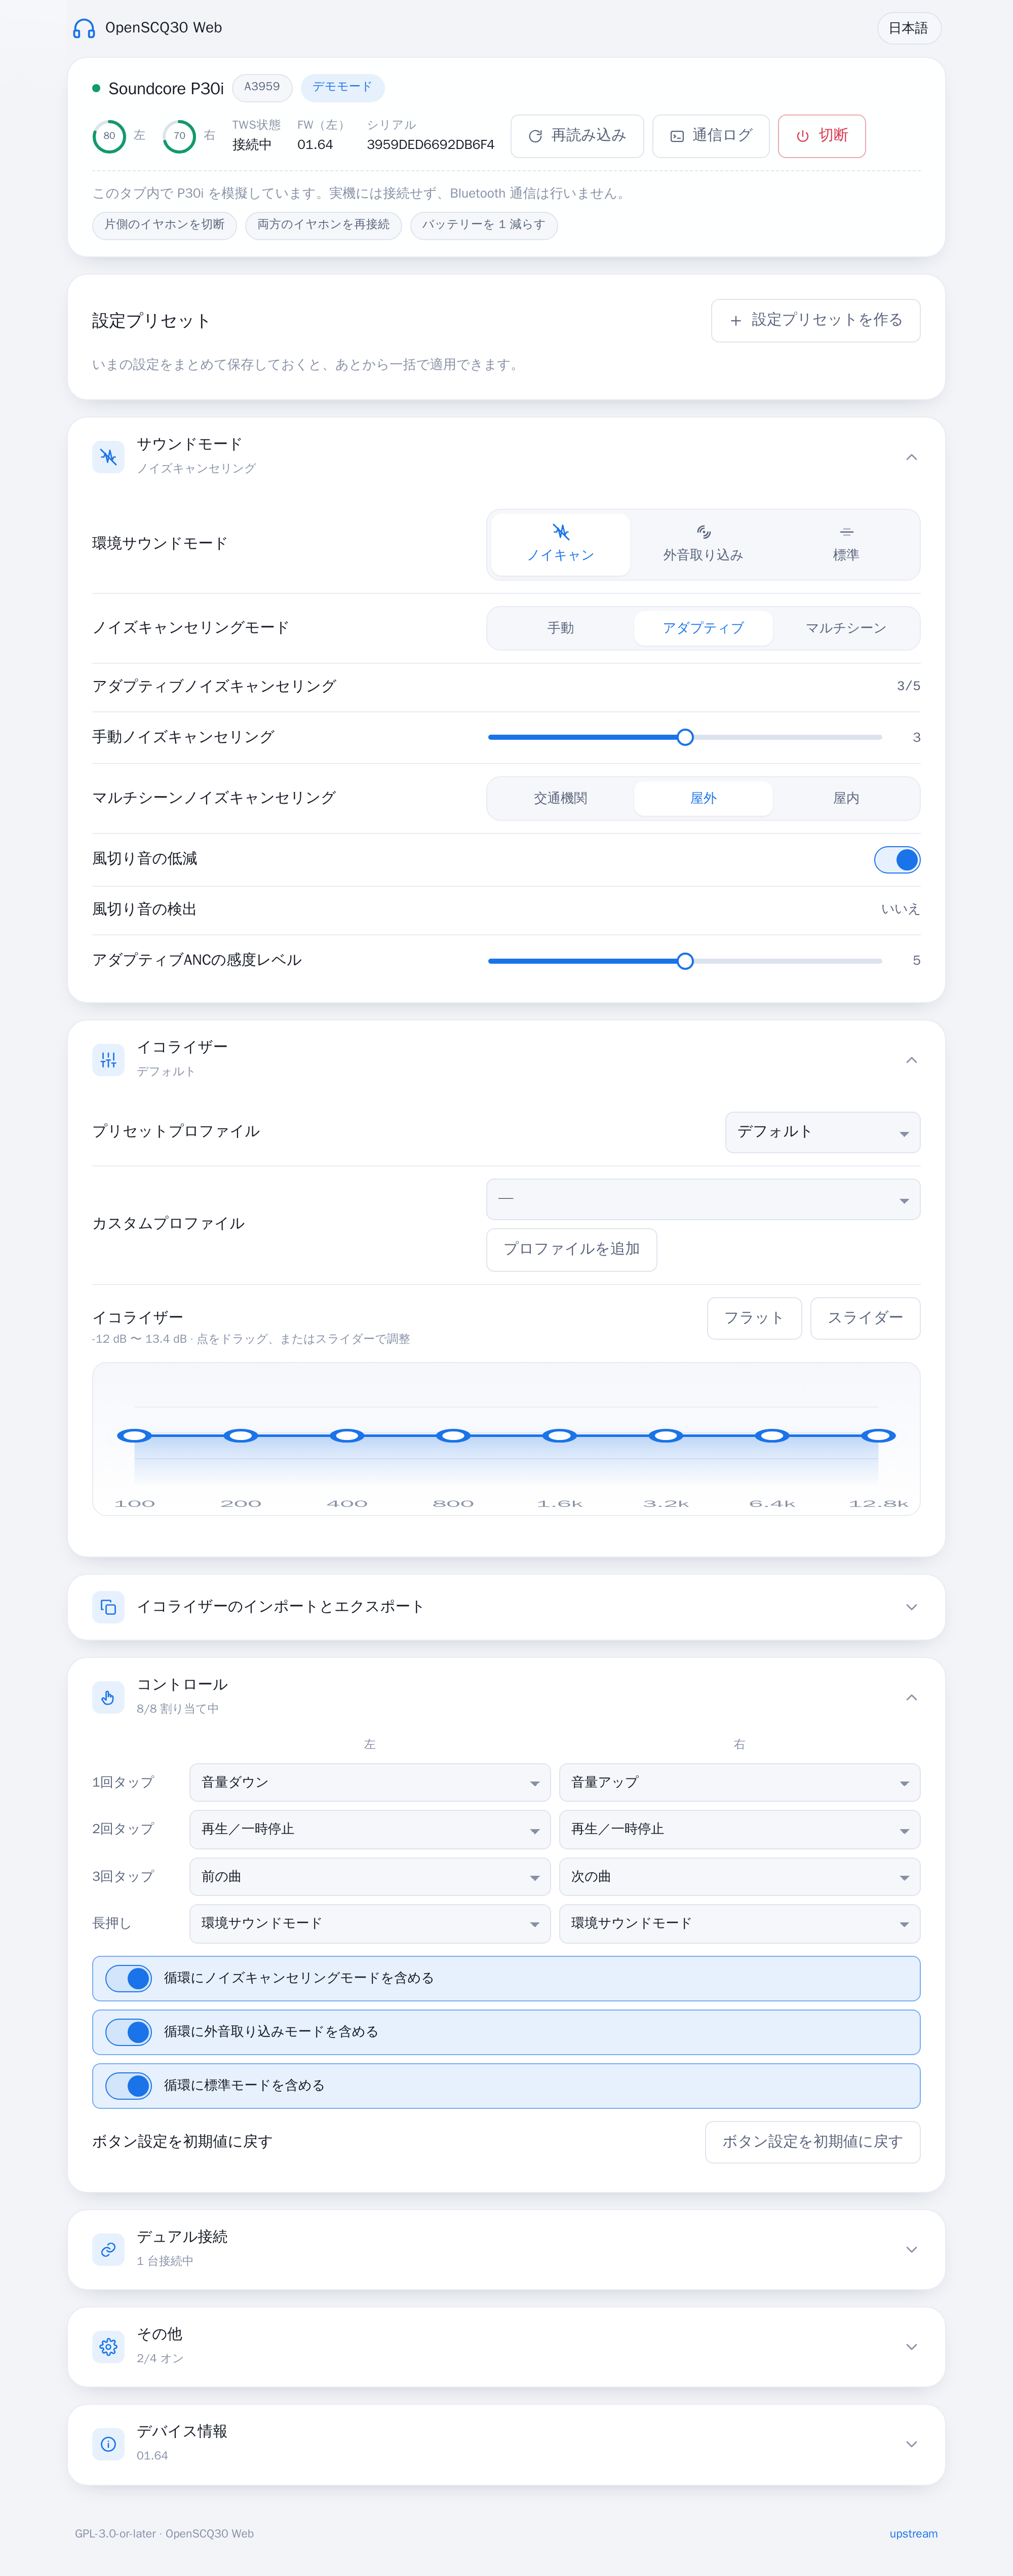 OpenSCQ30 Web
日本語
Soundcore P30i
A3959
デモモード
80
左
70
右
TWS状態
接続中
FW（左）
01.64
シリアル
3959DED6692DB6F4
再読み込み
通信ログ
切断
このタブ内で P30i を模擬しています。実機には接続せず、Bluetooth 通信は行いません。
片側のイヤホンを切断
両方のイヤホンを再接続
バッテリーを 1 減らす
設定プリセット
設定プリセットを作る
いまの設定をまとめて保存しておくと、あとから一括で適用できます。
サウンドモード
ノイズキャンセリング
環境サウンドモード
ノイキャン
外音取り込み
標準
ノイズキャンセリングモード
手動
アダプティブ
マルチシーン
アダプティブノイズキャンセリング
3/5
手動ノイズキャンセリング
3
マルチシーンノイズキャンセリング
交通機関
屋外
屋内
風切り音の低減
風切り音の検出
いいえ
アダプティブANCの感度レベル
5
イコライザー
デフォルト
プリセットプロファイル
デフォルト
カスタムプロファイル
—
プロファイルを追加
イコライザー
-12 dB 〜 13.4 dB · 点をドラッグ、またはスライダーで調整
フラット
スライダー
100
200
400
800
1.6k
3.2k
6.4k
12.8k
イコライザーのインポートとエクスポート
コントロール
8/8 割り当て中
左
右
1回タップ
音量ダウン
音量アップ
2回タップ
再生／一時停止
再生／一時停止
3回タップ
前の曲
次の曲
長押し
環境サウンドモード
環境サウンドモード
循環にノイズキャンセリングモードを含める
循環に外音取り込みモードを含める
循環に標準モードを含める
ボタン設定を初期値に戻す
ボタン設定を初期値に戻す
デュアル接続
1 台接続中
その他
2/4 オン
デバイス情報
01.64
GPL-3.0-or-later · OpenSCQ30 Web
upstream